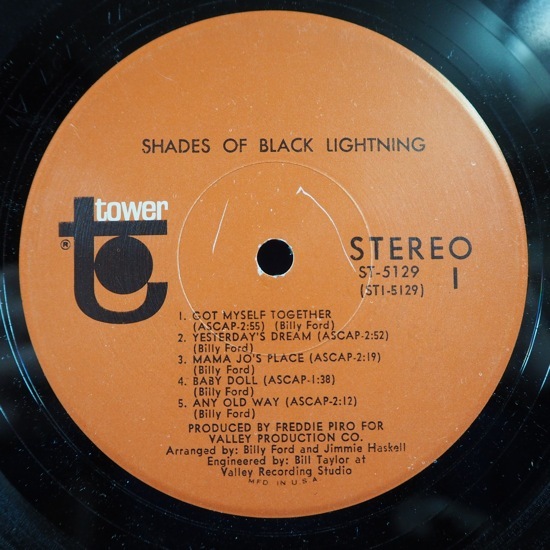 SHADES OF BLACK LIGHTNING
tower
®
STEREO
ST-5129
(ST1-5129)
1
1. GOT MYSELF TOGETHER
(ASCAP-2:55) (Billy Ford)
2. YESTERDAY'S DREAM (ASCAP-2:52)
(Billy Ford)
3. MAMA JO'S PLACE (ASCAP-2:19)
(Billy Ford)
4. BABY DOLL (ASCAP-1:38)
(Billy Ford)
5. ANY OLD WAY (ASCAP-2:12)
(Billy Ford)
PRODUCED BY FREDDIE PIRO FOR
VALLEY PRODUCTION CO.
Arranged by: Billy Ford and Jimmie Haskell
Engineered by: Bill Taylor at
Valley Recording Studio
MFD. IN U.S.A.